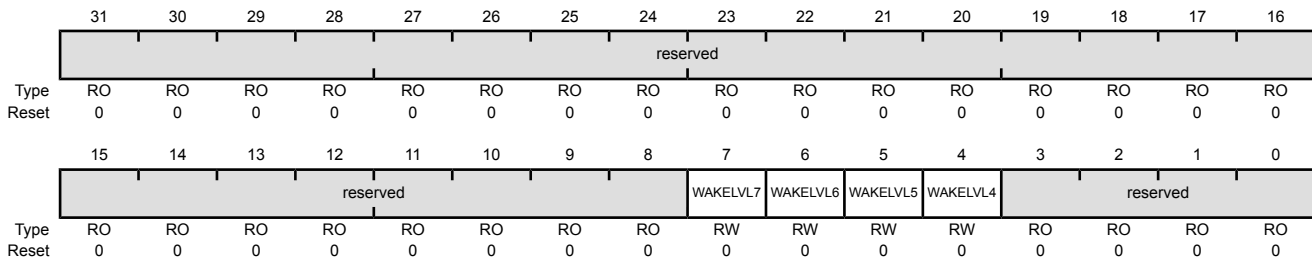 31 30 29 28 27 26 25 24 23 22 21 20 19 18 17 16
reserved
Type RO RO RO RO RO RO RO RO RO RO RO RO RO RO RO RO
Reset 0 0 0 0 0 0 0 0 0 0 0 0 0 0 0 0
15 14 13 12 11 10 9 8 7 6 5 4 3 2 1 0
reserved WAKELVL7 WAKELVL6 WAKELVL5 WAKELVL4 reserved
Type RO RO RO RO RO RO RO RO RW RW RW RW RO RO RO RO
Reset 0 0 0 0 0 0 0 0 0 0 0 0 0 0 0 0